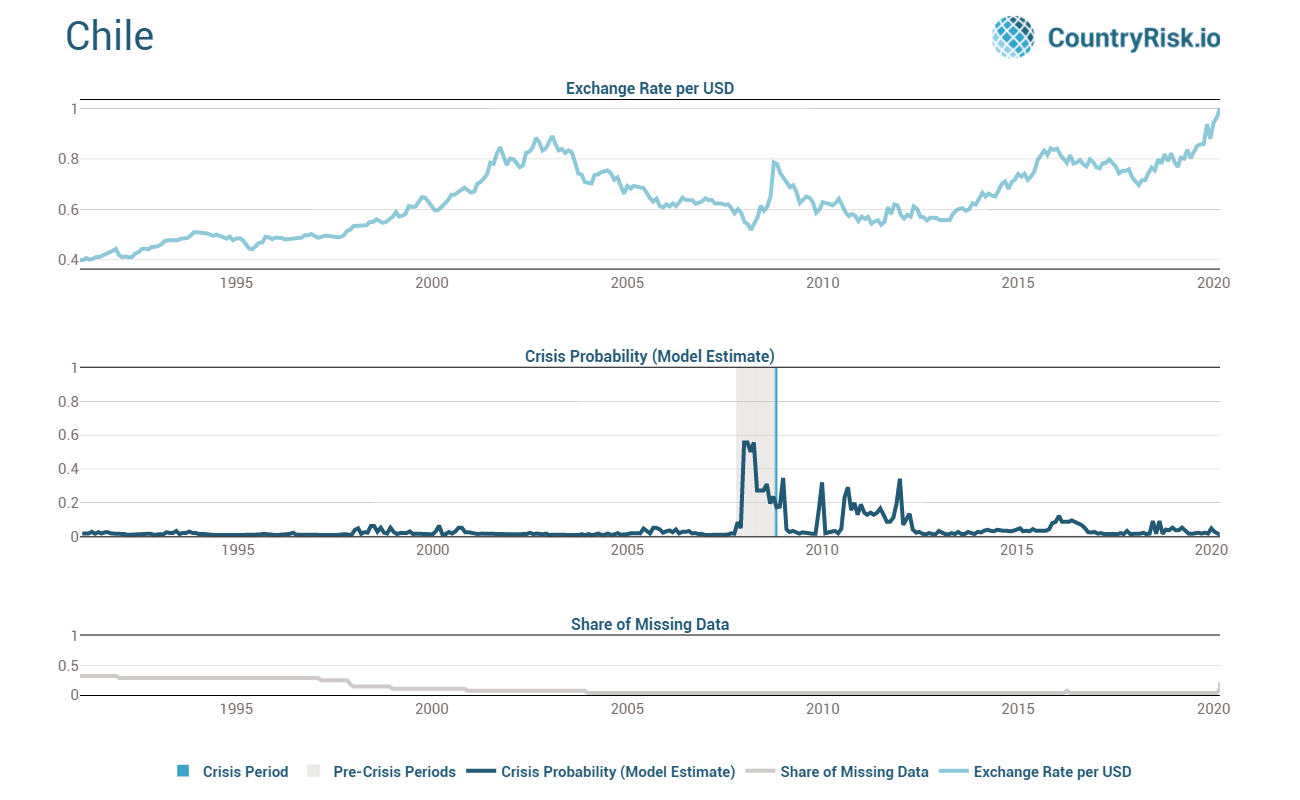 Chile
CountryRisk.io
Exchange Rate per USD
1
0.8
0.6
0.4
1995 2000 2005 2010 2015 2020
Crisis Probability (Model Estimate)
1
0.8
0.6
0.4
0.2
0
1995 2000 2005 2010 2015 2020
Share of Missing Data
1
0.5
0
1995 2000 2005 2010 2015 2020
Crisis Period Pre-Crisis Periods Crisis Probability (Model Estimate) Share of Missing Data Exchange Rate per USD